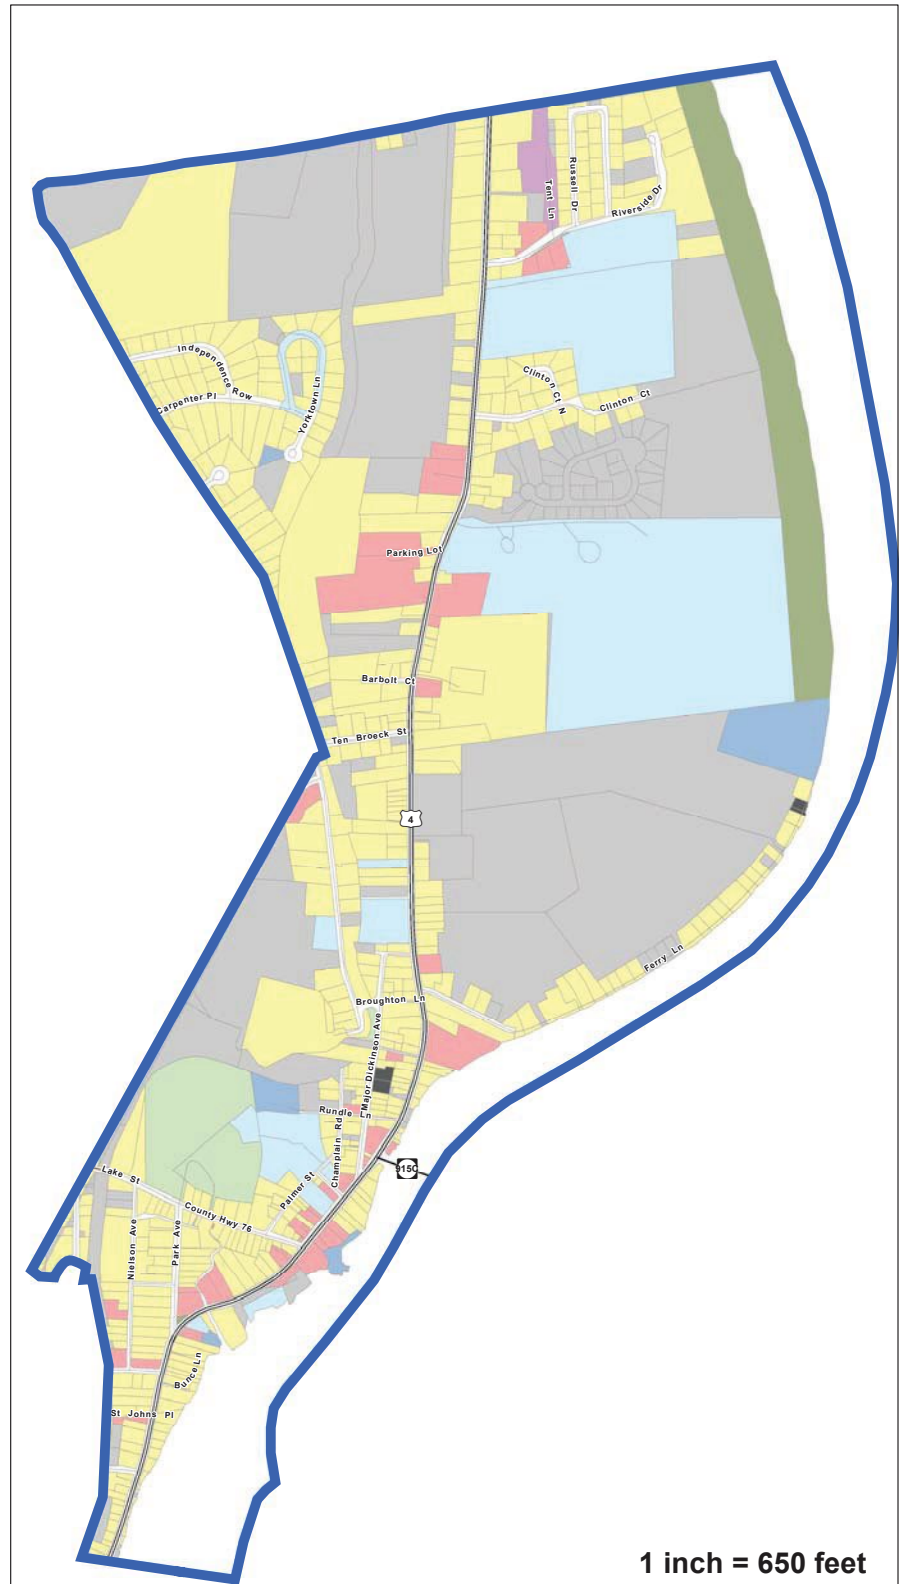 Tent Ln
Russell Dr
Riverside Dr
Independence Row
Carpenter Pl
Yorktown Ln
Clinton Ct N
Clinton Ct
Parking Lot
Barbolt Ct
Ten Broeck St
4
Ferry Ln
Broughton Ln
Major Dickinson Ave
Rundle Ln
Champlain Rd
915C
Lake St
Palmer St
County Hwy 76
Nielson Ave
Park Ave
Bunce Ln
St Johns Pl
1 inch = 650 feet